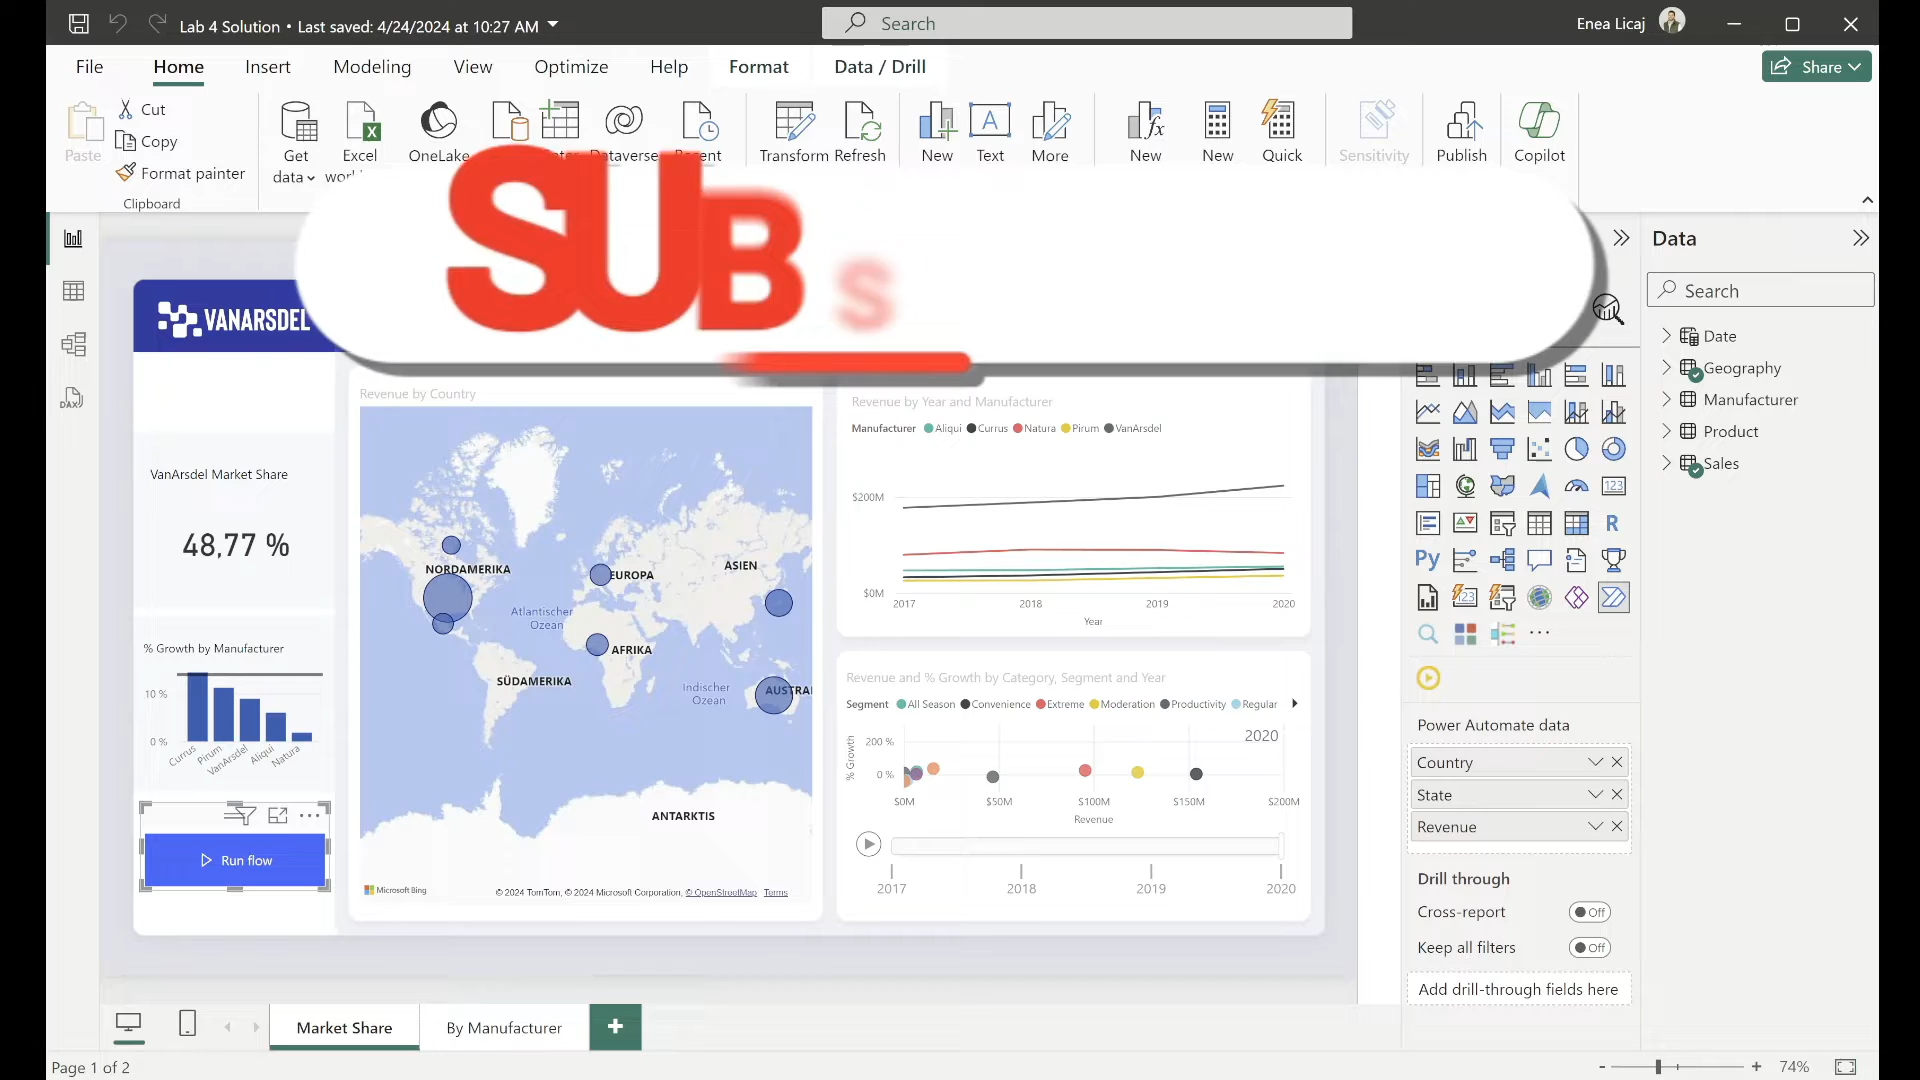 Lab 4 Solution • Last saved: 4/24/2024 at 10:27 AM
Search
Enea Licaj
File
Home
Insert
Modeling
View
Optimize
Help
Format
Data / Drill
Share
Paste
Cut
Copy
Format painter
Clipboard
Get data
Excel
OneLake
Dataverse
Recent
Transform
Refresh
New
Text
More
New
New
Quick
Sensitivity
Publish
Copilot
SUBS
VANARSDEL
VanArsdel Market Share
48,77 %
% Growth by Manufacturer
10 %
0 %
Currus
Pirum
VanArsdel
Aliqui
Natura
Run flow
Revenue by Country
NORDAMERIKA
EUROPA
ASIEN
Atlantischer
Ozean
AFRIKA
SÜDAMERIKA
Indischer
Ozean
AUSTRA
ANTARKTIS
Microsoft Bing
© 2024 TomTom, © 2024 Microsoft Corporation, © OpenStreetMap Terms
Revenue by Year and Manufacturer
Manufacturer Aliqui Currus Natura Pirum VanArsdel
$200M
$0M
2017 2018 2019 2020
Year
Revenue and % Growth by Category, Segment and Year
Segment All Season Convenience Extreme Moderation Productivity Regular
2020
% Growth
200 %
0 %
$0M $50M $100M $150M $200M
Revenue
2017 2018 2019 2020
123
R
Py
123
Power Automate data
Country
State
Revenue
Drill through
Cross-report
Off
Keep all filters
Off
Add drill-through fields here
Data
Search
Date
Geography
Manufacturer
Product
Sales
DAX
Market Share
By Manufacturer
+
Page 1 of 2
- + 74%